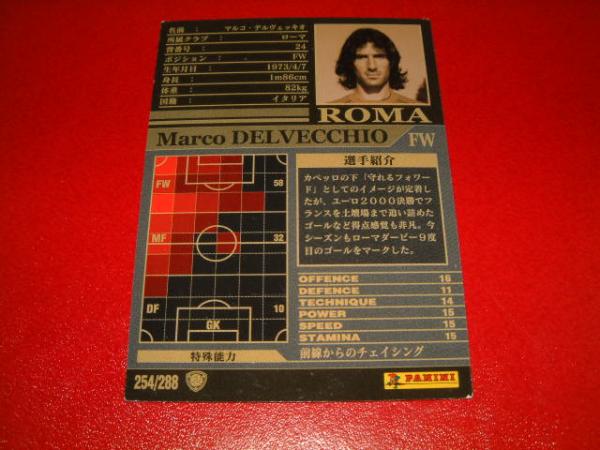 名前 : マルコ・デルヴェッキオ
所属クラブ : ローマ
背番号 : 24
ポジション : FW
生年月日 : 1973/4/7
身長 : 1m86cm
体重 : 82kg
国籍 : イタリア
ROMA
Marco DELVECCHIO FW
FW 58
MF 32
DF 10
GK
選手紹介
カペッロの下「守れるフォワー
ド」としてのイメージが定着し
たが、ユーロ2000決勝でフ
ランスを土壇場まで追い詰めた
ゴールなど得点感覚も非凡。今
シーズンもローマダービー9度
目のゴールをマークした。
OFFENCE 16
DEFENCE 11
TECHNIQUE 14
POWER 15
SPEED 15
STAMINA 15
特殊能力 前線からのチェイシング
254/288
PANINI